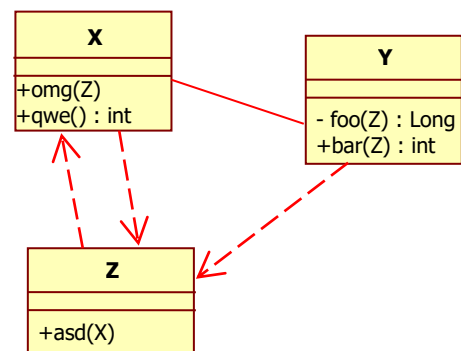 X
+omg(Z)
+qwe() : int
Y
- foo(Z) : Long
+bar(Z) : int
Z
+asd(X)